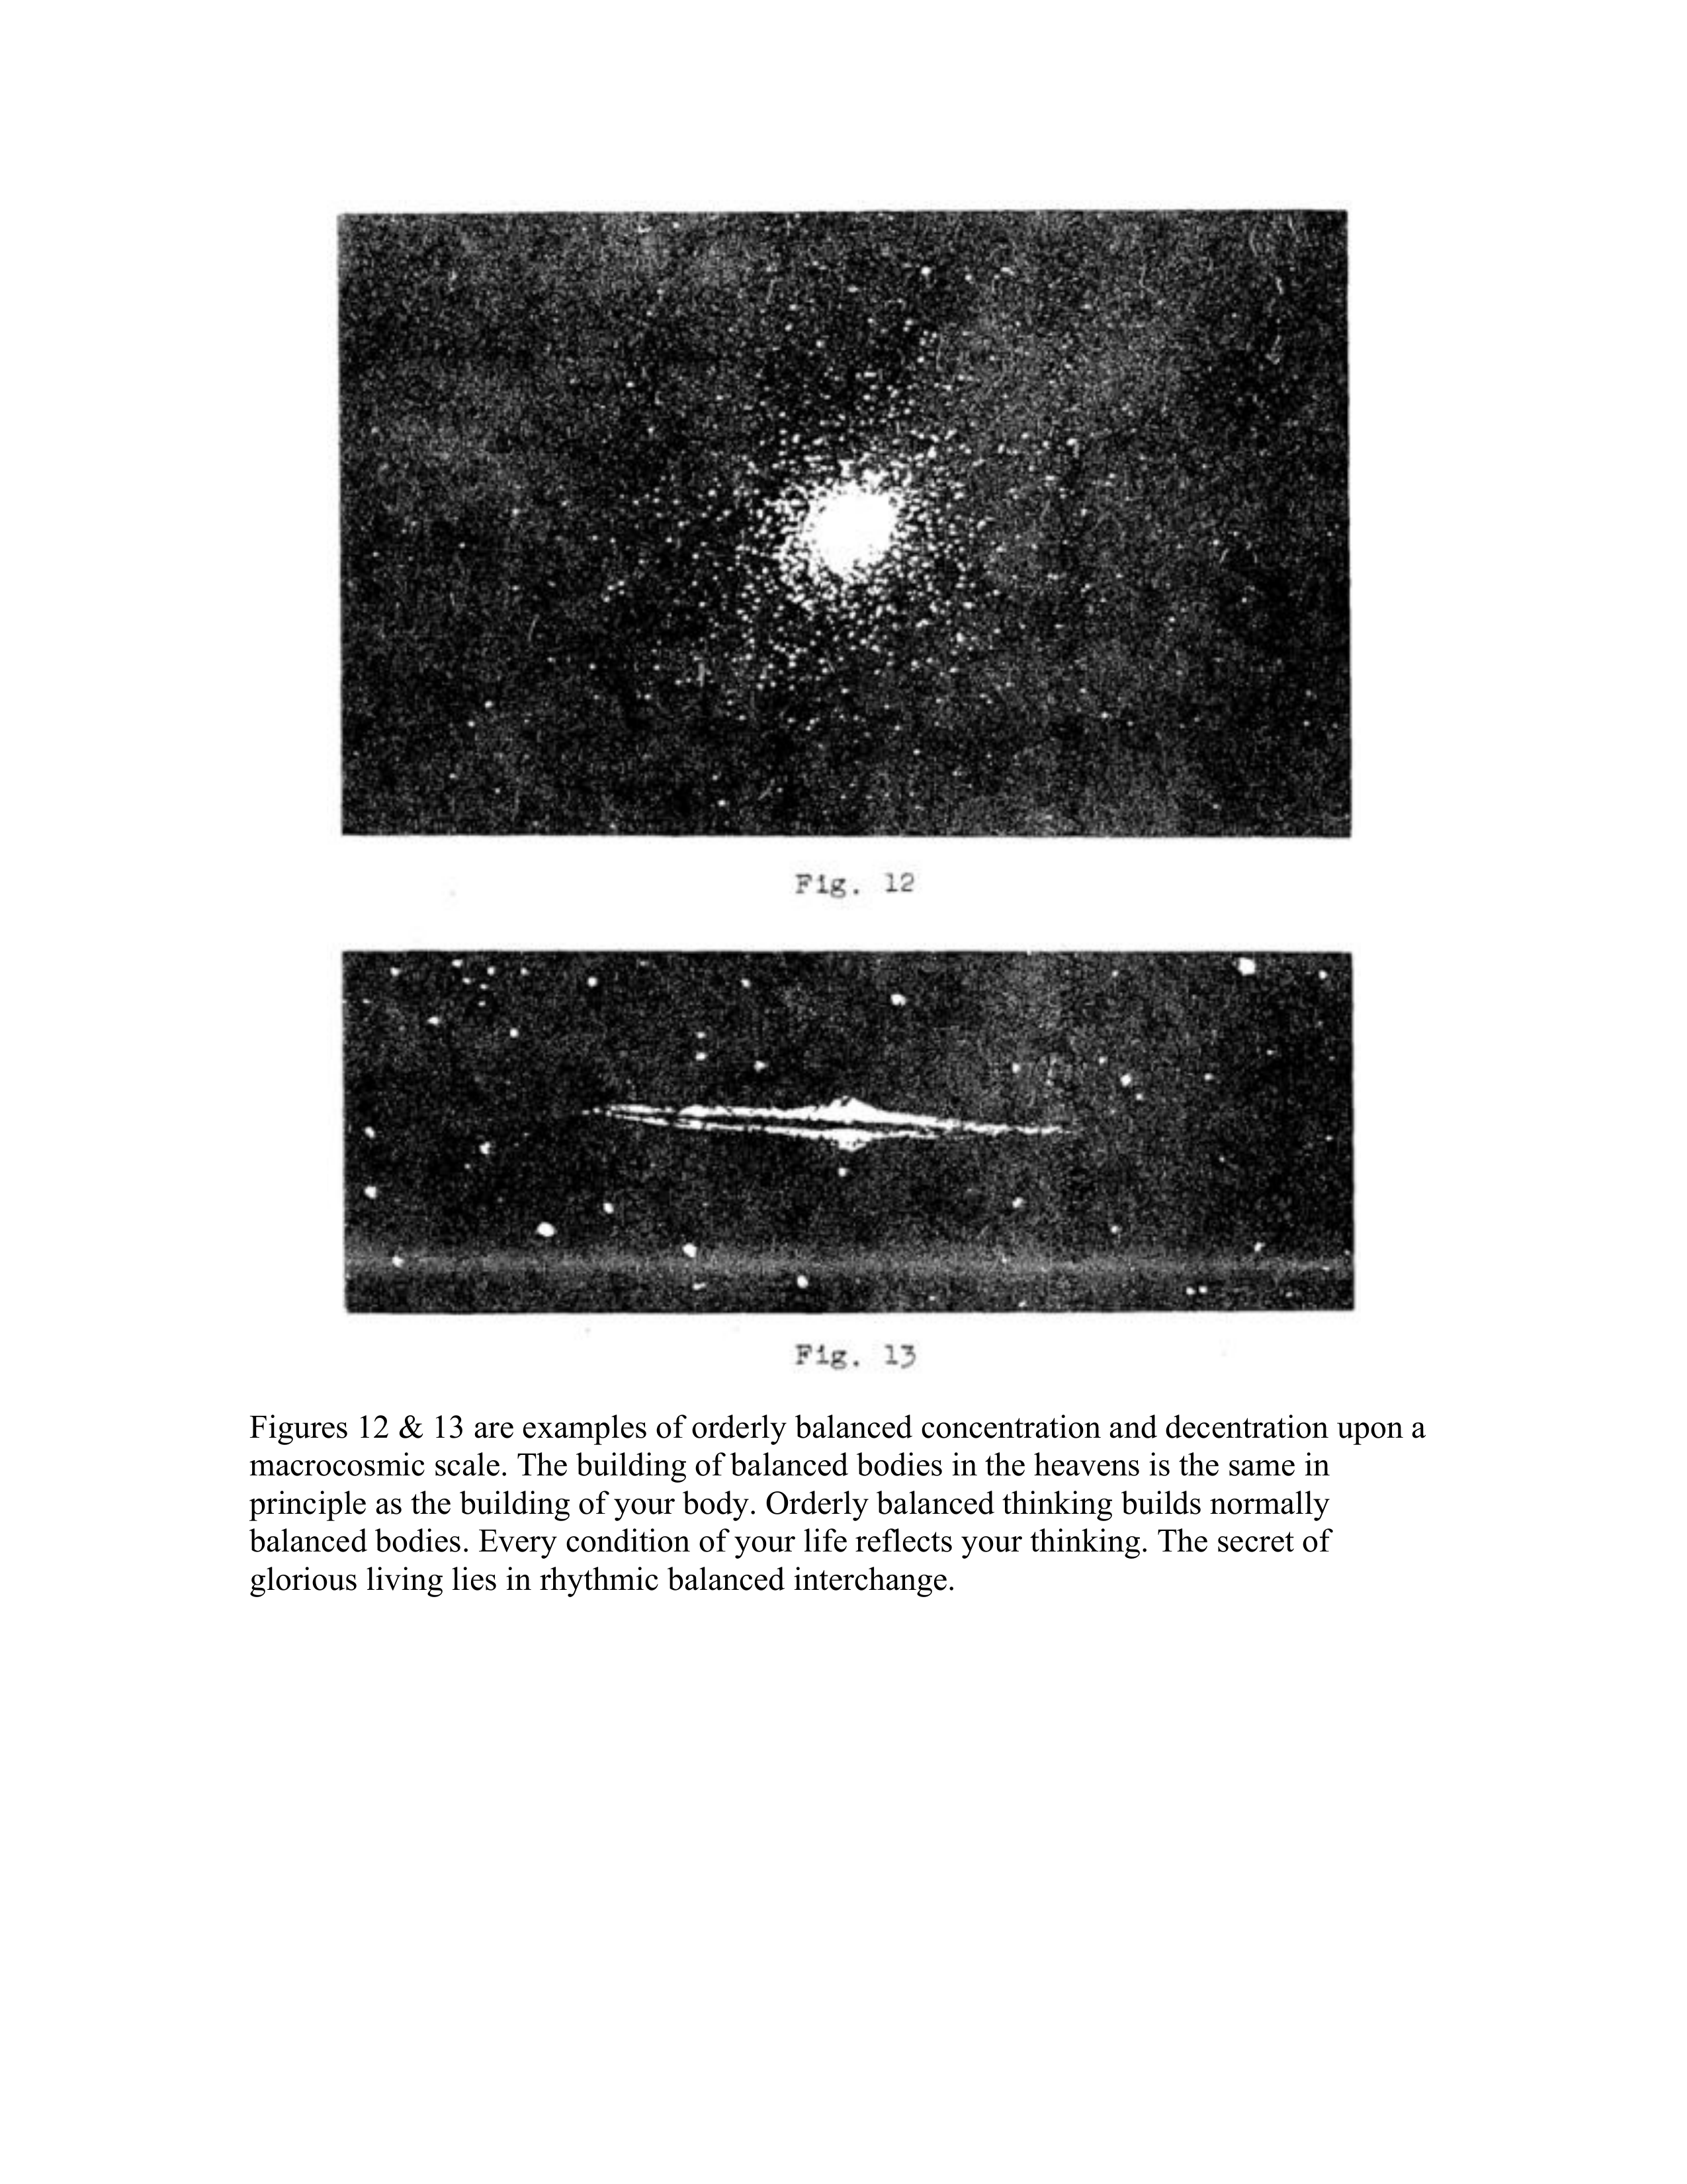 Fig. 12
Fig. 13
Figures 12 & 13 are examples of orderly balanced concentration and decentration upon a
macrocosmic scale. The building of balanced bodies in the heavens is the same in
principle as the building of your body. Orderly balanced thinking builds normally
balanced bodies. Every condition of your life reflects your thinking. The secret of
glorious living lies in rhythmic balanced interchange.